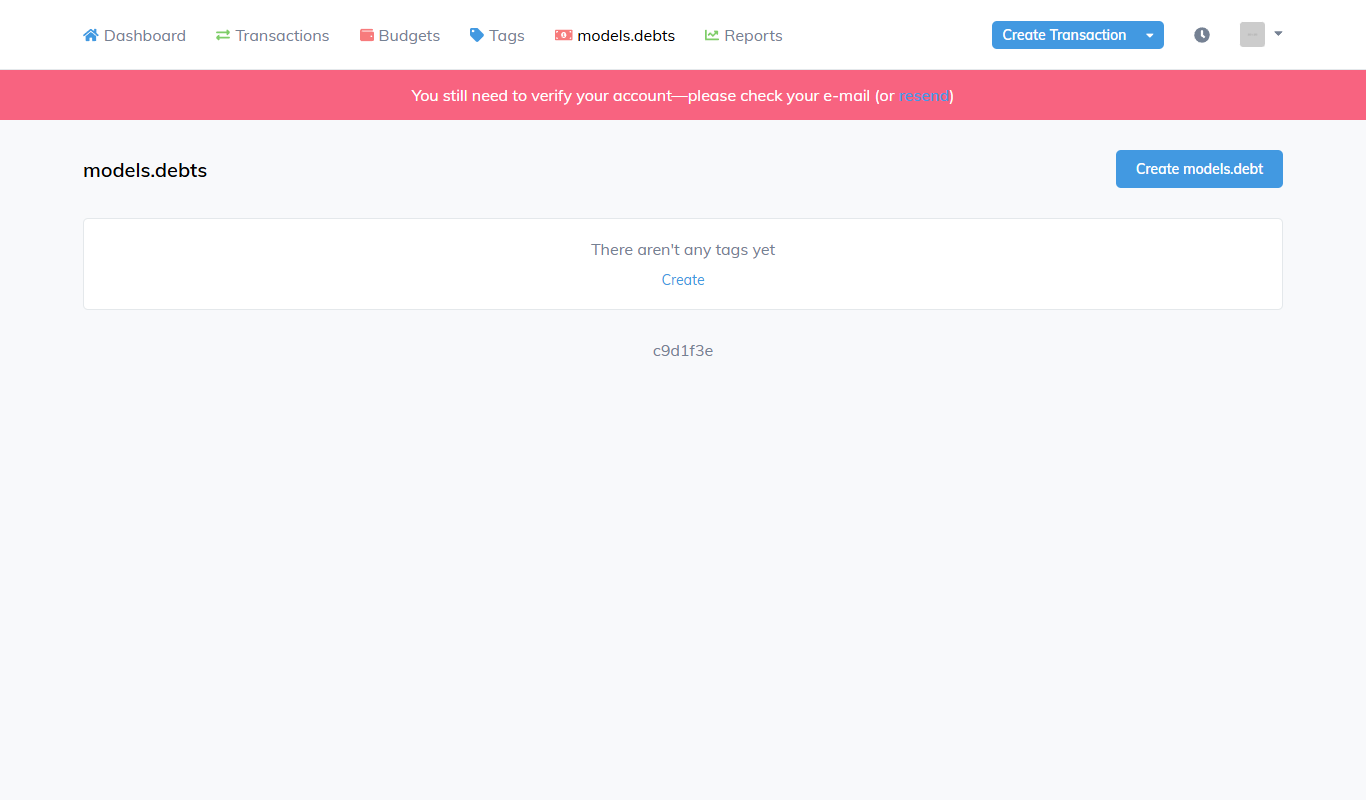 Dashboard Transactions Budgets Tags models.debts Reports Create Transaction
You still need to verify your account—please check your e-mail (or resend)
models.debts Create models.debt
There aren't any tags yet
Create
c9d1f3e